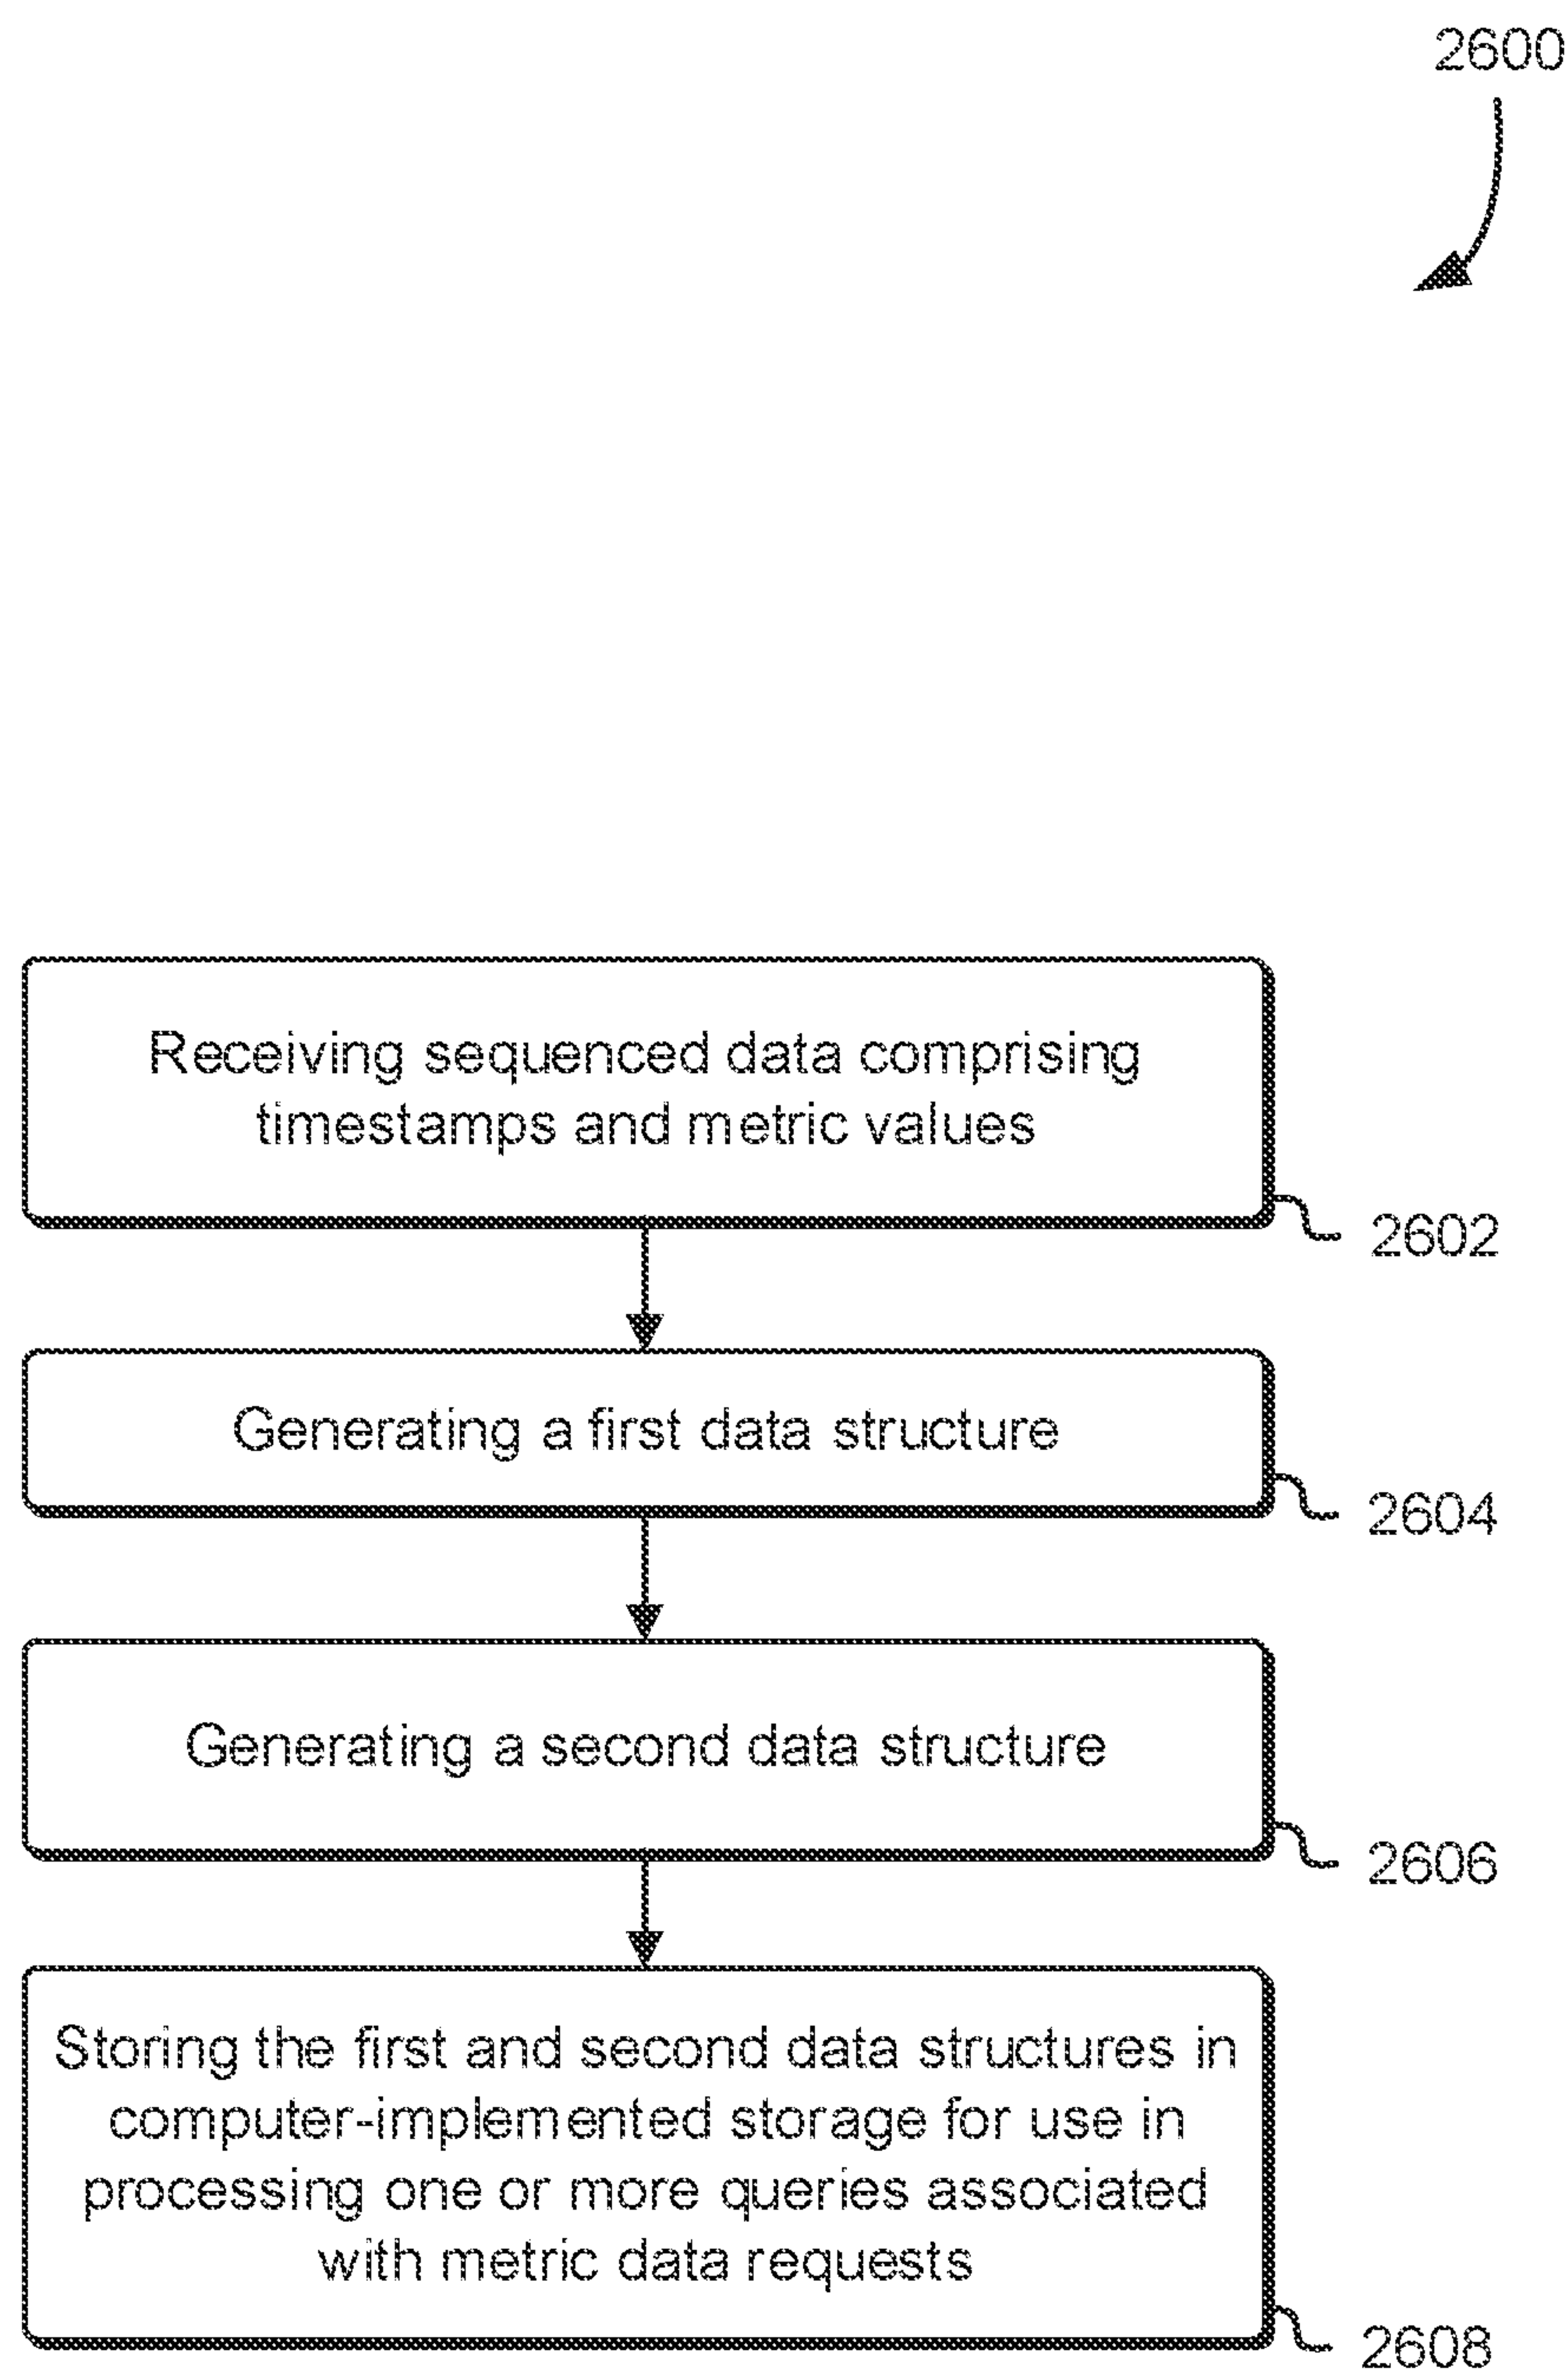 2600
Receiving sequenced data comprising
timestamps and metric values
2602
Generating a first data structure
2604
Generating a second data structure
2606
Storing the first and second data structures in
computer-implemented storage for use in
processing one or more queries associated
with metric data requests
2608